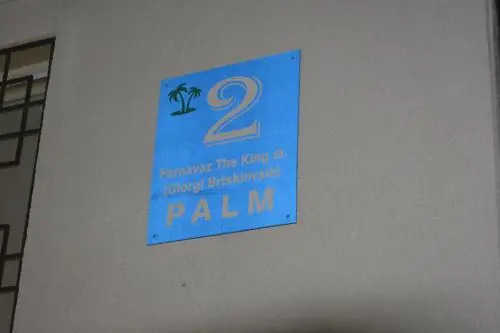 2
Parnavaz The King st.
(Giorgi Brtskinvale)
PALM